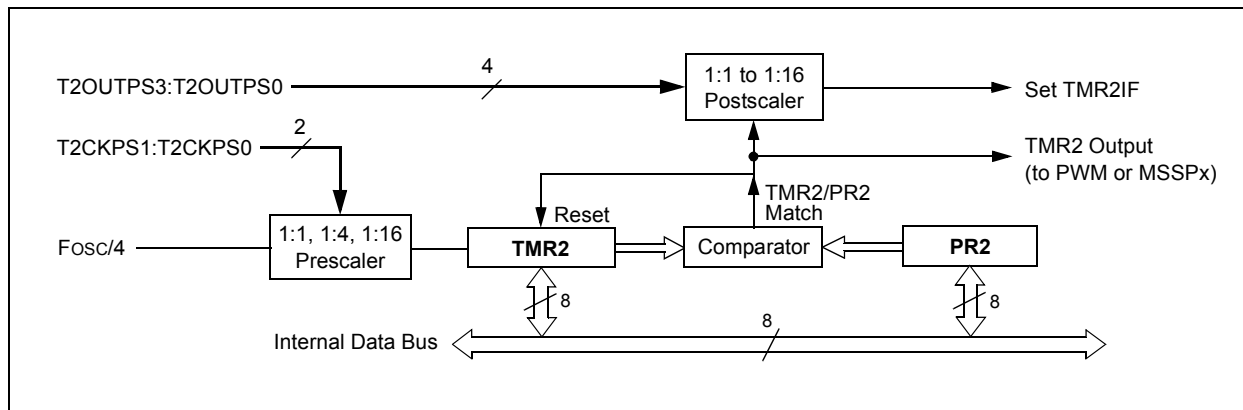 T2OUTPS3:T2OUTPS0
4
1:1 to 1:16
Postscaler
Set TMR2IF
T2CKPS1:T2CKPS0
2
TMR2 Output
(to PWM or MSSPx)
Reset
TMR2/PR2
Match
FOSC/4
1:1, 1:4, 1:16
Prescaler
TMR2
Comparator
PR2
8
8
Internal Data Bus
8